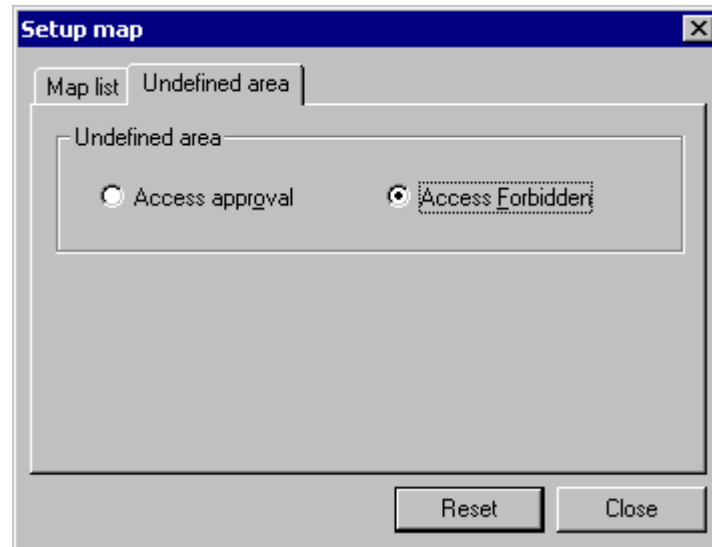 Setup map
Map list Undefined area
Undefined area
Access approval Access Forbidden
Reset Close